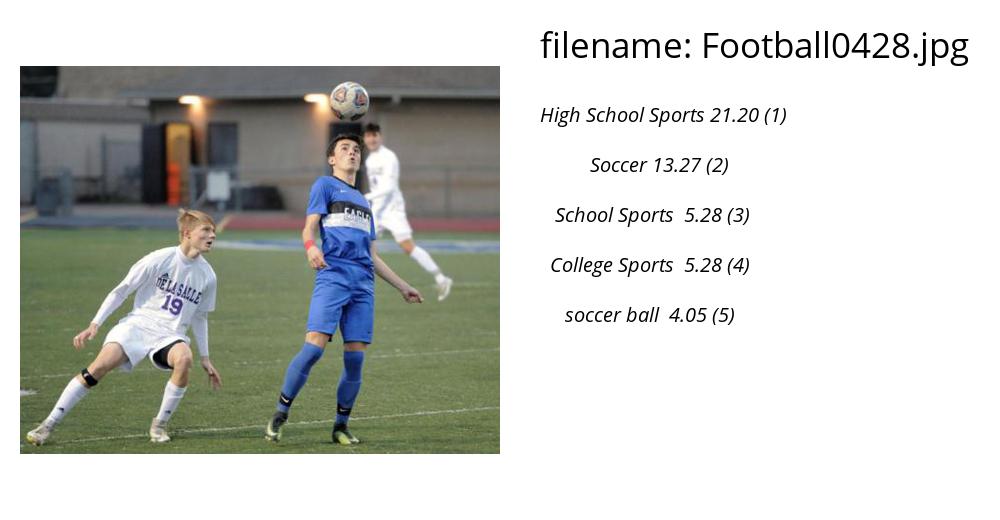 filename: Football0428.jpg
High School Sports 21.20 (1)
Soccer 13.27 (2)
School Sports 5.28 (3)
College Sports 5.28 (4)
soccer ball 4.05 (5)
EAGLE
DE LA SALLE
19